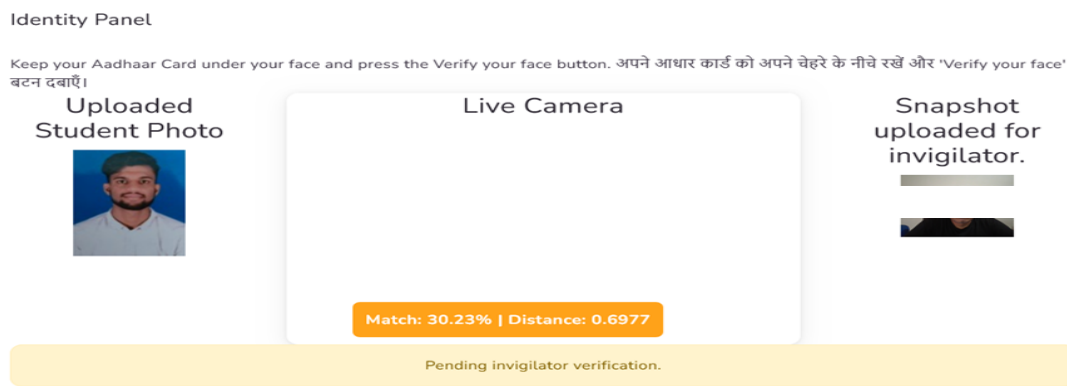 Identity Panel
Keep your Aadhaar Card under your face and press the Verify your face button. अपने आधार कार्ड को अपने चेहरे के नीचे रखें और 'Verify your face'
बटन दबाएँ।
Uploaded
Student Photo
Live Camera
Snapshot
uploaded for
invigilator.
Match: 30.23% | Distance: 0.6977
Pending invigilator verification.